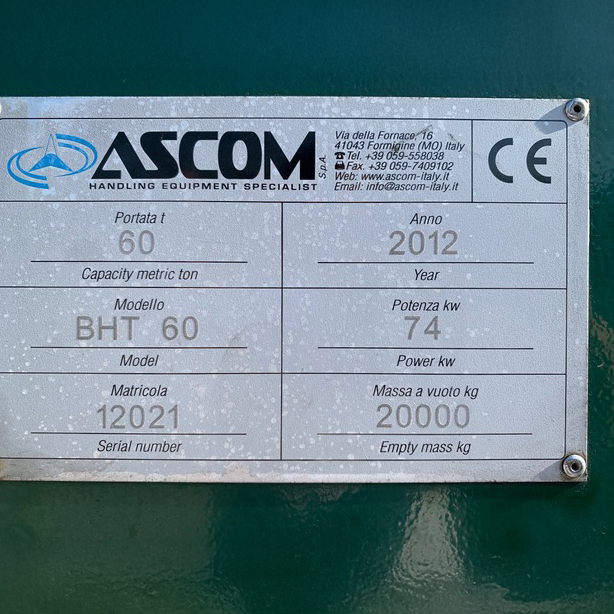 ASCOM S.p.A.
HANDLING EQUIPMENT SPECIALIST
Via della Fornace, 16
41043 Formigine (MO) Italy
Tel. +39 059-558038
Fax. +39 059-7409102
Web: www.ascom-italy.it
Email: info@ascom-italy.it
CE
Portata t
60
Capacity metric ton
Anno
2012
Year
Modello
BHT 60
Model
Potenza kw
74
Power kw
Matricola
12021
Serial number
Massa a vuoto kg
20000
Empty mass kg